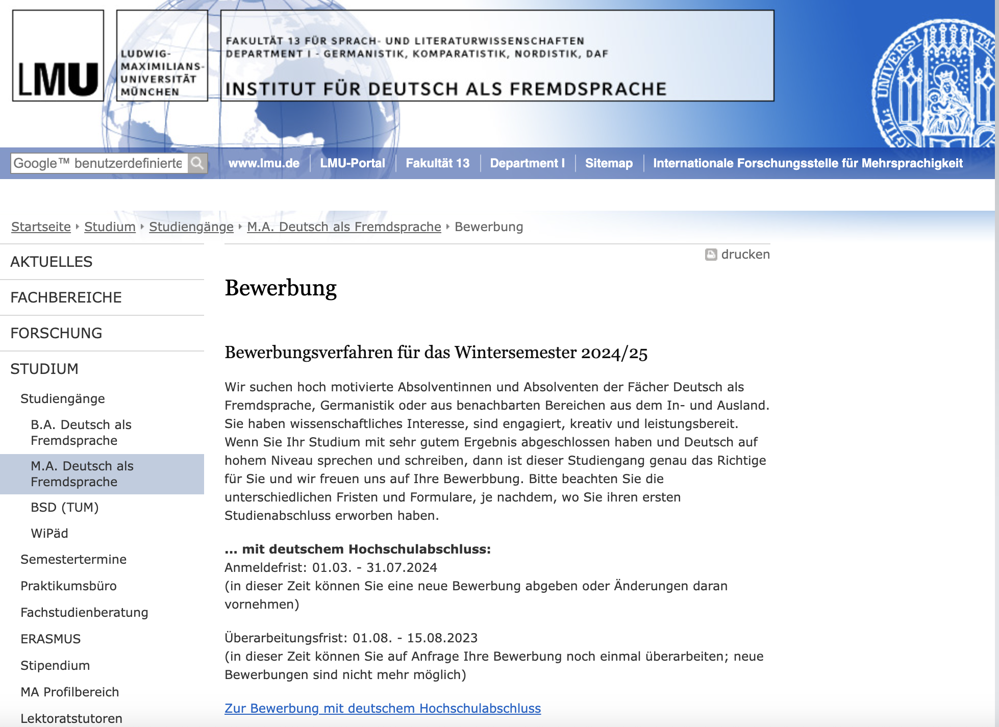 LMU
LUDWIG-
MAXIMILIANS-
UNIVERSITÄT
MÜNCHEN
FAKULTÄT 13 FÜR SPRACH- UND LITERATURWISSENSCHAFTEN
DEPARTMENT I - GERMANISTIK, KOMPARATISTIK, NORDISTIK, DAF
INSTITUT FÜR DEUTSCH ALS FREMDSPRACHE
Google™ benutzerdefinierte
www.lmu.de
LMU-Portal
Fakultät 13
Department I
Sitemap
Internationale Forschungsstelle für Mehrsprachigkeit
Startseite Studium Studiengänge M.A. Deutsch als Fremdsprache Bewerbung
AKTUELLES
FACHBEREICHE
FORSCHUNG
STUDIUM
Studiengänge
B.A. Deutsch als
Fremdsprache
M.A. Deutsch als
Fremdsprache
BSD (TUM)
WiPäd
Semestertermine
Praktikumsbüro
Fachstudienberatung
ERASMUS
Stipendium
MA Profilbereich
Lektoratstutoren
drucken
Bewerbung
Bewerbungsverfahren für das Wintersemester 2024/25
Wir suchen hoch motivierte Absolventinnen und Absolventen der Fächer Deutsch als
Fremdsprache, Germanistik oder aus benachbarten Bereichen aus dem In- und Ausland.
Sie haben wissenschaftliches Interesse, sind engagiert, kreativ und leistungsbereit.
Wenn Sie Ihr Studium mit sehr gutem Ergebnis abgeschlossen haben und Deutsch auf
hohem Niveau sprechen und schreiben, dann ist dieser Studiengang genau das Richtige
für Sie und wir freuen uns auf Ihre Bewerbbung. Bitte beachten Sie die
unterschiedlichen Fristen und Formulare, je nachdem, wo Sie ihren ersten
Studienabschluss erworben haben.
... mit deutschem Hochschulabschluss:
Anmeldefrist: 01.03. - 31.07.2024
(in dieser Zeit können Sie eine neue Bewerbung abgeben oder Änderungen daran
vornehmen)
Überarbeitungsfrist: 01.08. - 15.08.2023
(in dieser Zeit können Sie auf Anfrage Ihre Bewerbung noch einmal überarbeiten; neue
Bewerbungen sind nicht mehr möglich)
Zur Bewerbung mit deutschem Hochschulabschluss